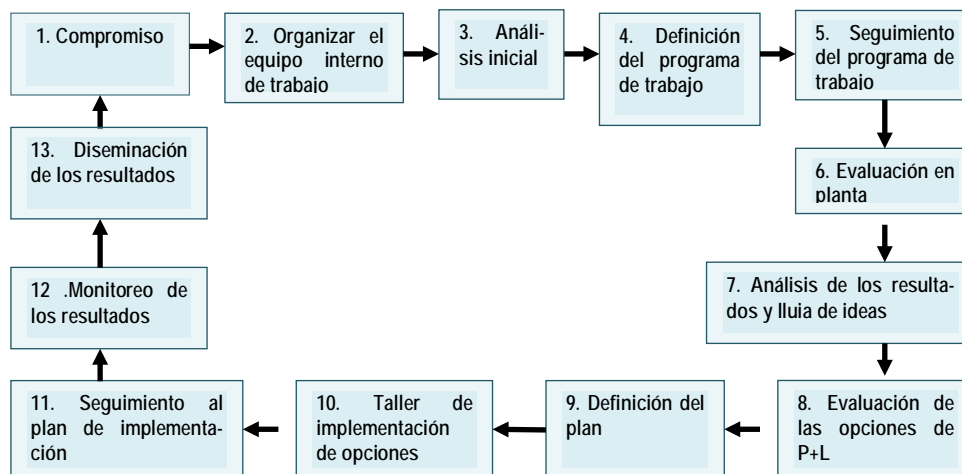 1. Compromiso
2. Organizar el
equipo interno
de trabajo
3. Análi-
sis inicial
4. Definición
del programa
de trabajo
5. Seguimiento
del programa de
trabajo
6. Evaluación en
planta
7. Análisis de los resulta-
dos y lluia de ideas
8. Evaluación de
las opciones de
P+L
9. Definición del
plan
10. Taller de
implementación
de opciones
11. Seguimiento al
plan de implementa-
ción
12 .Monitoreo de
los resultados
13. Diseminación
de los resultados